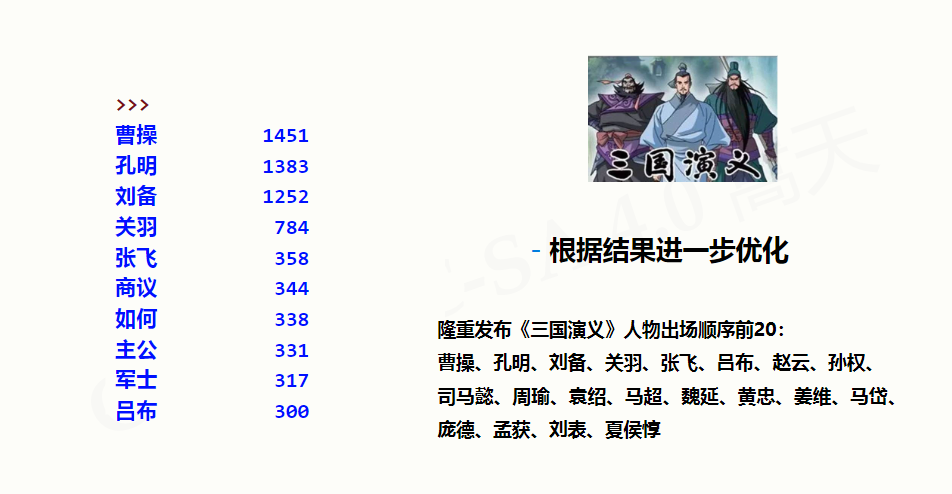 >>>
曹操 1451
孔明 1383
刘备 1252
关羽 784
张飞 358
商议 344
如何 338
主公 331
军士 317
吕布 300
三国演义
- 根据结果进一步优化
隆重发布《三国演义》人物出场顺序前20：
曹操、孔明、刘备、关羽、张飞、吕布、赵云、孙权、
司马懿、周瑜、袁绍、马超、魏延、黄忠、姜维、马岱、
庞德、孟获、刘表、夏侯惇
-SA 4.0 嵩天